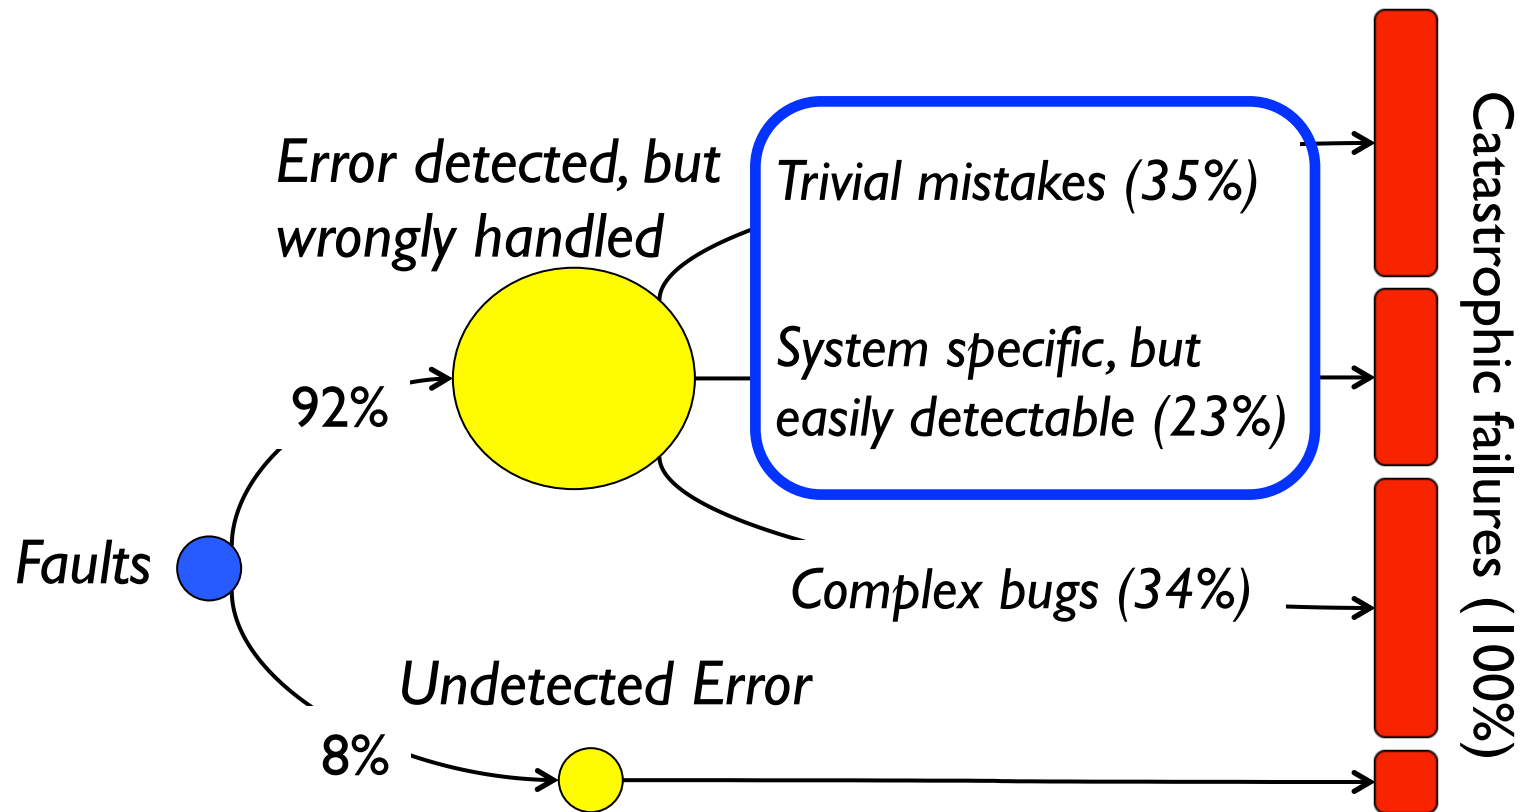 Error detected, but
wrongly handled
Trivial mistakes (35%)
System specific, but
easily detectable (23%)
92%
Faults
Complex bugs (34%)
Undetected Error
8%
Catastrophic failures (100%)